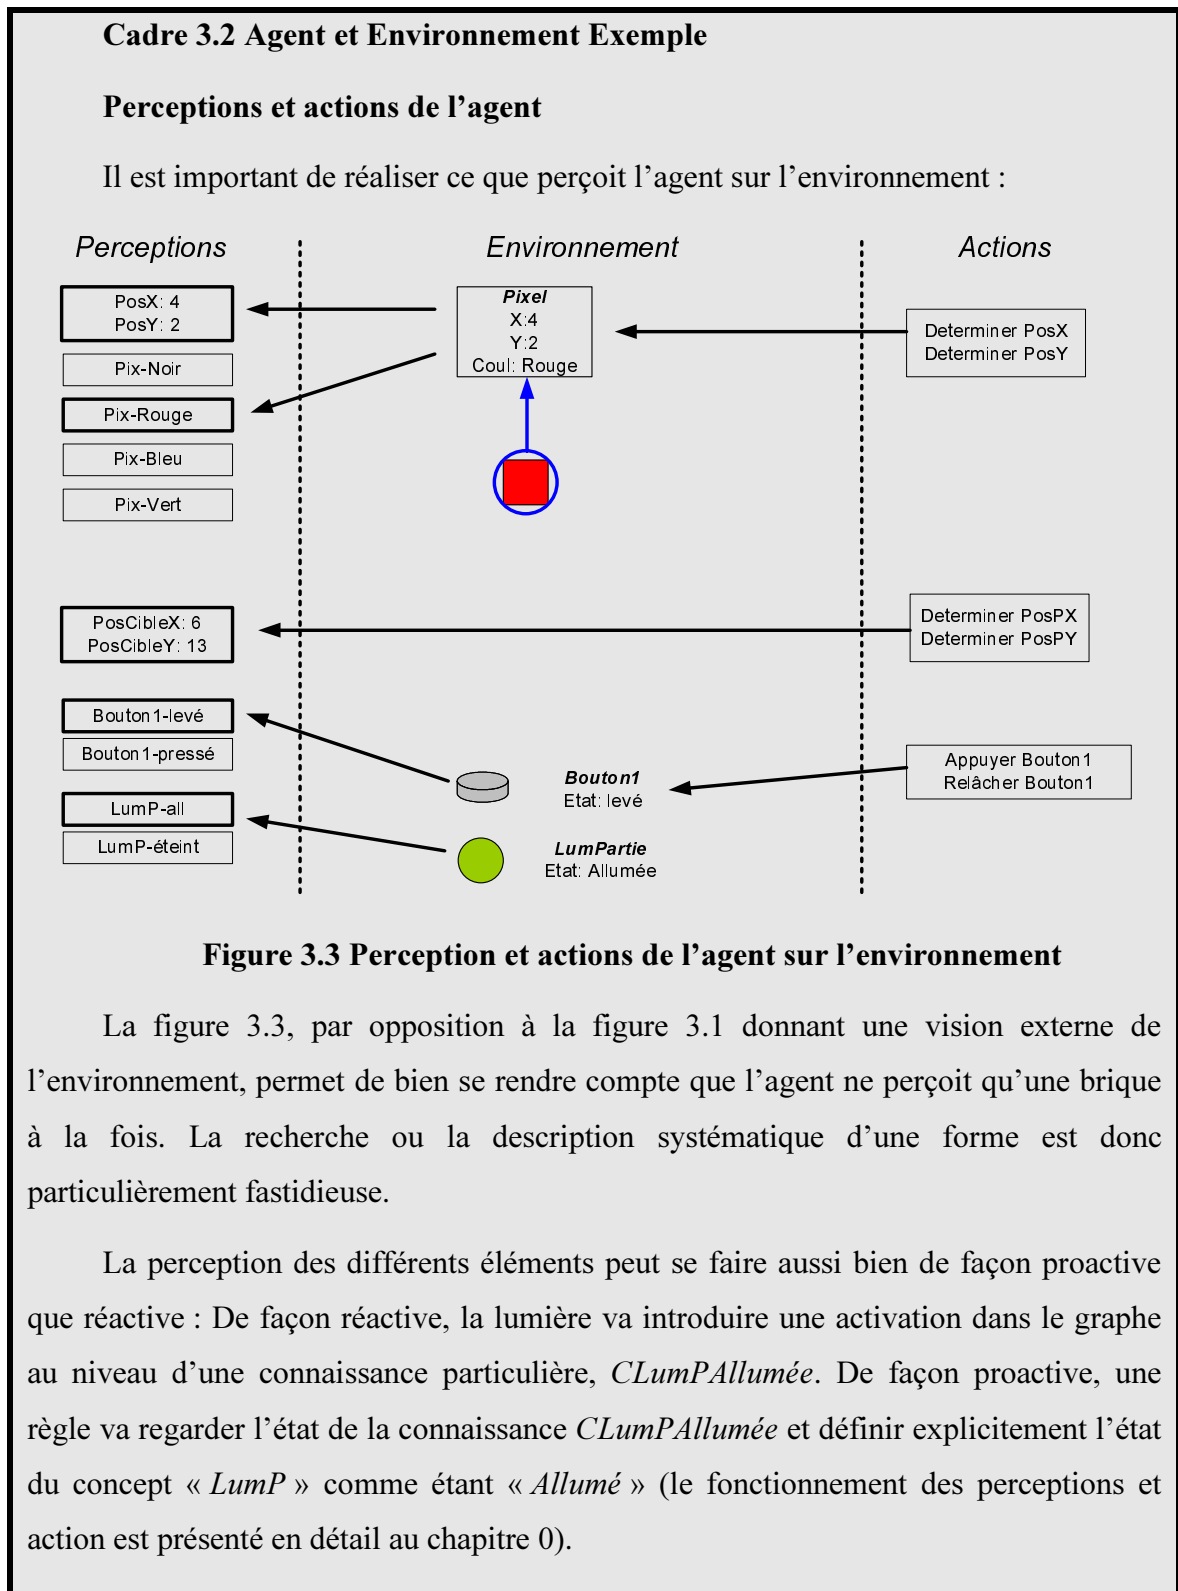 Cadre 3.2 Agent et Environnement Exemple
Perceptions et actions de l’agent
Il est important de réaliser ce que perçoit l’agent sur l’environnement :
Perceptions
Environnement
Actions
PosX: 4
PosY: 2
Pix-Noir
Pix-Rouge
Pix-Bleu
Pix-Vert
Pixel
X:4
Y:2
Coul: Rouge
Determiner PosX
Determiner PosY
PosCibleX: 6
PosCibleY: 13
Determiner PosPX
Determiner PosPY
Bouton1-levé
Bouton1-pressé
LumP-all
LumP-éteint
Bouton1
Etat: levé
LumPartie
Etat: Allumée
Appuyer Bouton1
Relâcher Bouton1
Figure 3.3 Perception et actions de l’agent sur l’environnement
La figure 3.3, par opposition à la figure 3.1 donnant une vision externe de
l’environnement, permet de bien se rendre compte que l’agent ne perçoit qu’une brique
à la fois. La recherche ou la description systématique d’une forme est donc
particulièrement fastidieuse.
La perception des différents éléments peut se faire aussi bien de façon proactive
que réactive : De façon réactive, la lumière va introduire une activation dans le graphe
au niveau d’une connaissance particulière, CLumPAllumée. De façon proactive, une
règle va regarder l’état de la connaissance CLumPAllumée et définir explicitement l’état
du concept « LumP » comme étant « Allumé » (le fonctionnement des perceptions et
action est présenté en détail au chapitre 0).